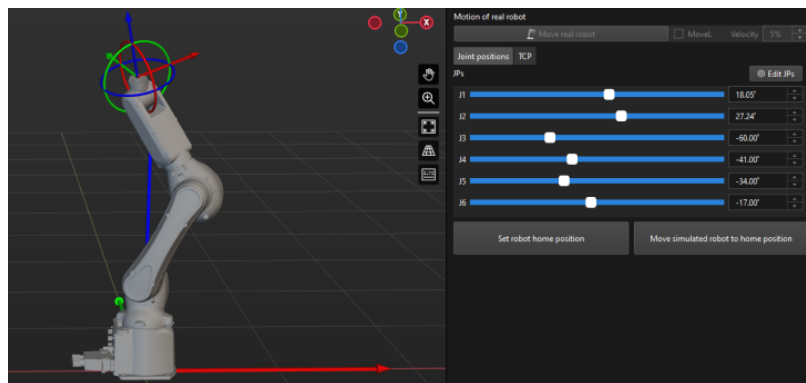 Motion of real robot
Move real robot MoveL Velocity 5%
Joint positions TCP
JPs Edit JPs
J1 18.05°
J2 27.24°
J3 -60.00°
J4 -41.00°
J5 -34.00°
J6 -17.00°
Set robot home position Move simulated robot to home position
Y
X